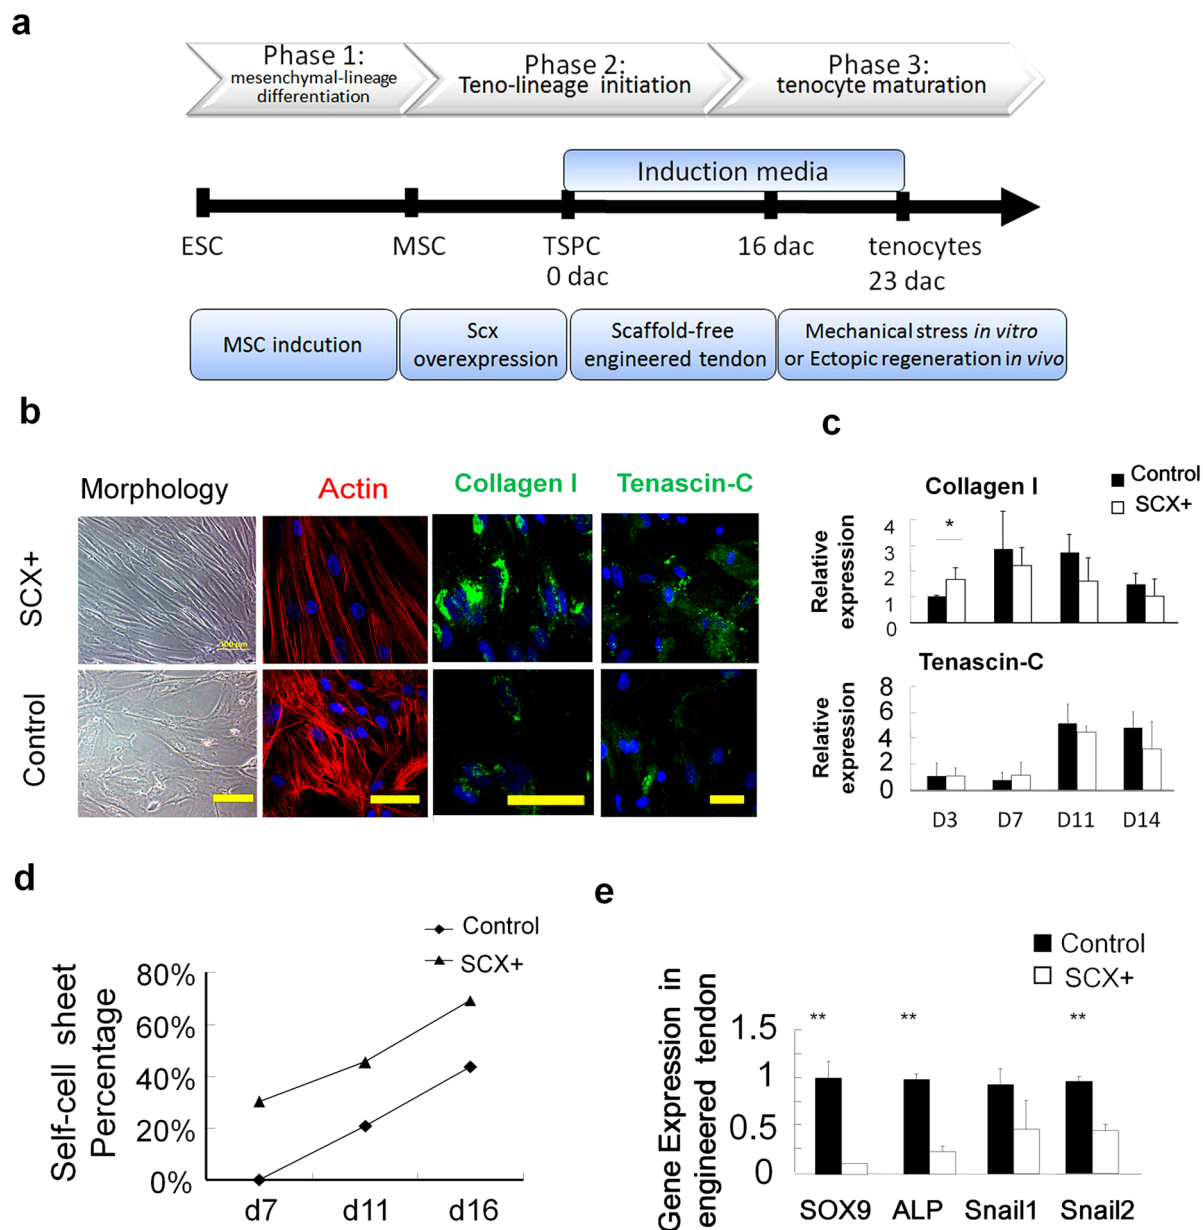 a
Phase 1:
mesenchymal-lineage
differentiation
Phase 2:
Teno-lineage initiation
Phase 3:
tenocyte maturation
Induction media
ESC
MSC
TSPC
0 dac
16 dac
tenocytes
23 dac
MSC indcution
Scx
overexpression
Scaffold-free
engineered tendon
Mechanical stress in vitro
or Ectopic regeneration in vivo
b
Morphology
Actin
Collagen I
Tenascin-C
SCX+
100 μm
Control
c
Control
SCX+
Collagen I
Relative
expression
4
3
2
1
0
*
Tenascin-C
Relative
expression
8
6
4
2
0
D3 D7 D11 D14
d
Control
SCX+
Self-cell sheet
Percentage
80%
60%
40%
20%
0%
d7 d11 d16
e
Control
SCX+
Gene Expression in
engineered tendon
1.5
1
0.5
0
** ** **
SOX9 ALP Snail1 Snail2